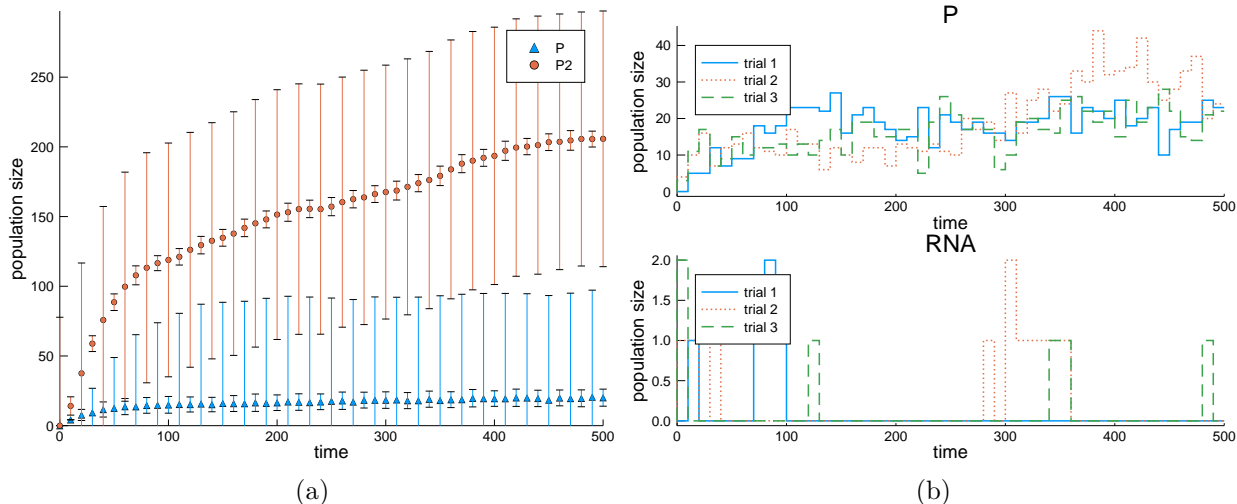 population size
250
200
150
100
50
0
0 100 200 300 400 500
time
P
P2
(a)
P
population size
40
30
20
10
0
trial 1
trial 2
trial 3
0 100 200 300 400 500
time
RNA
population size
2.0
1.5
1.0
0.5
0.0
trial 1
trial 2
trial 3
0 100 200 300 400 500
time
(b)